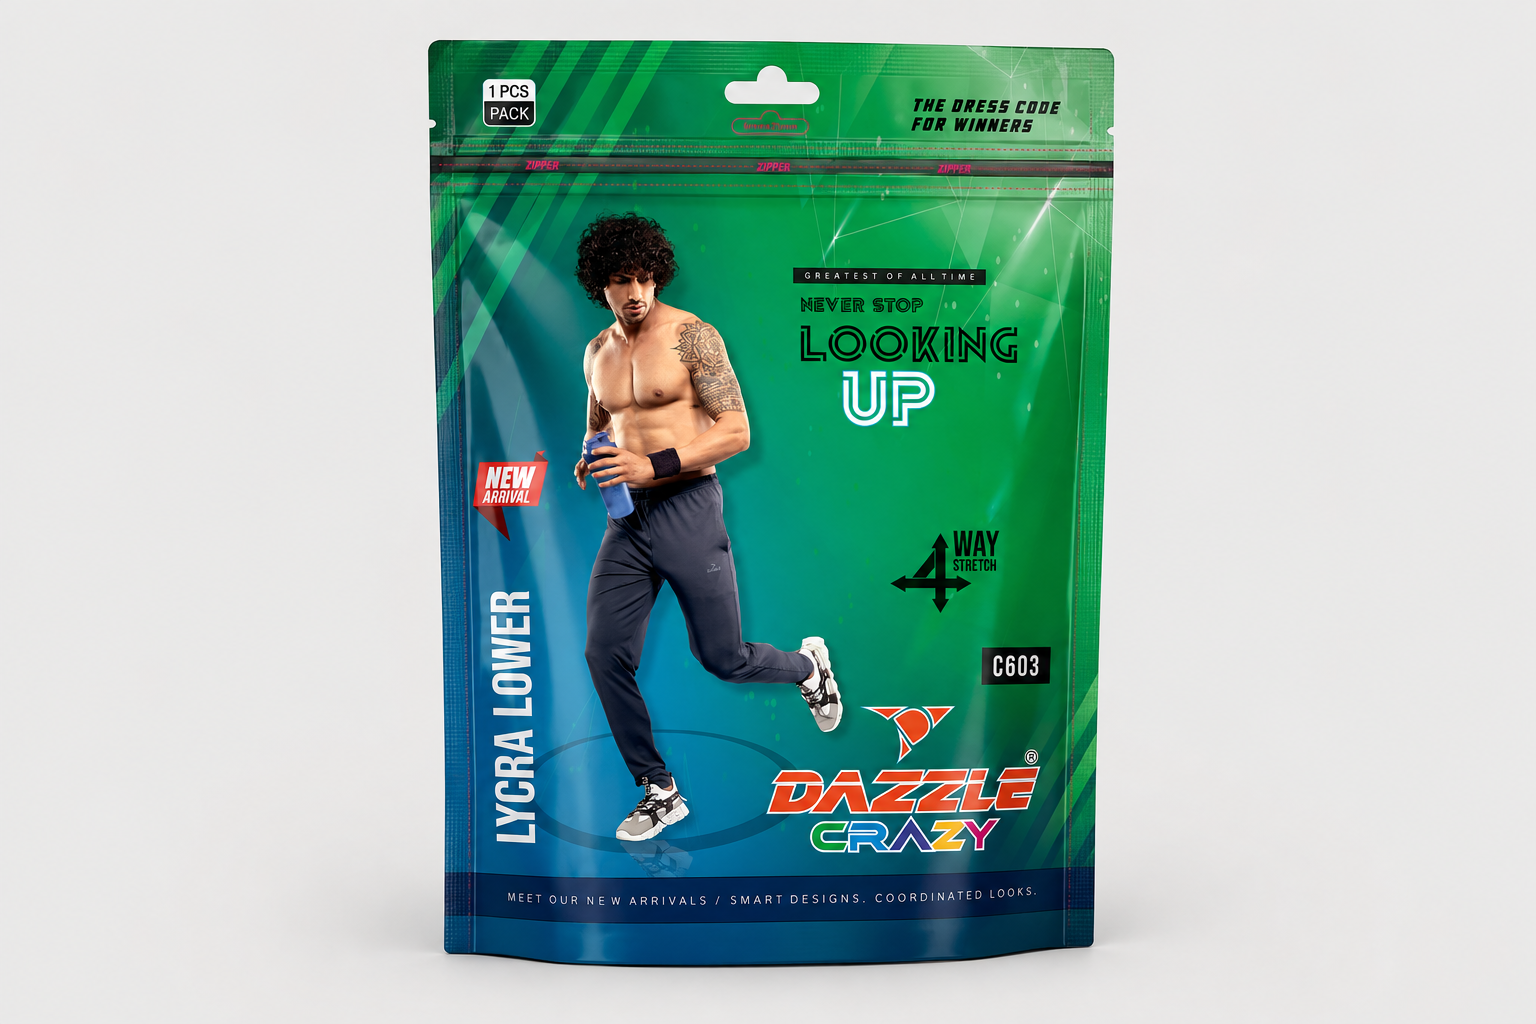 1 PCS
PACK
THE DRESS CODE
FOR WINNERS
ZIPPER ZIPPER ZIPPER
GREATEST OF ALL TIME
NEVER STOP
LOOKING
UP
NEW
ARRIVAL
4 WAY
STRETCH
C603
LYCRA LOWER
DAZZLE®
CRAZY
MEET OUR NEW ARRIVALS / SMART DESIGNS. COORDINATED LOOKS.